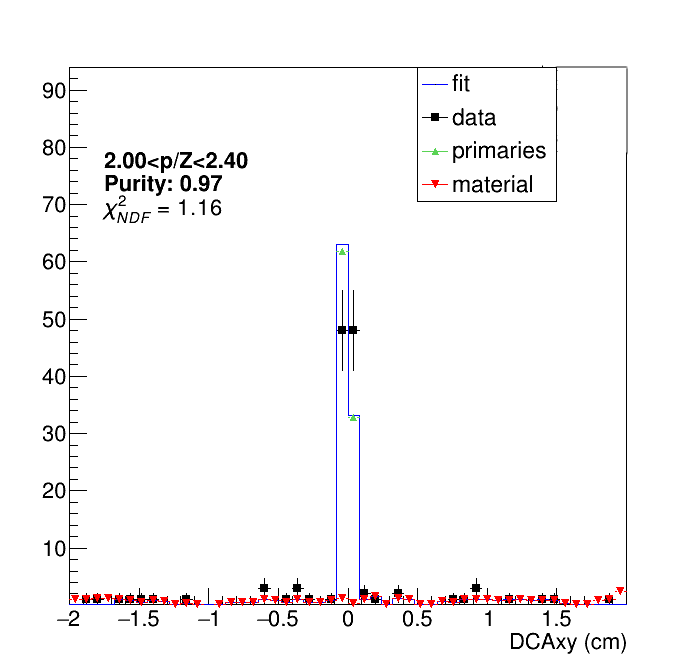 fit
data
primaries
material
2.00<p/Z<2.40
Purity: 0.97
χ²_NDF = 1.16
90
80
70
60
50
40
30
20
10
−2 −1.5 −1 −0.5 0 0.5 1 1.5
DCAxy (cm)